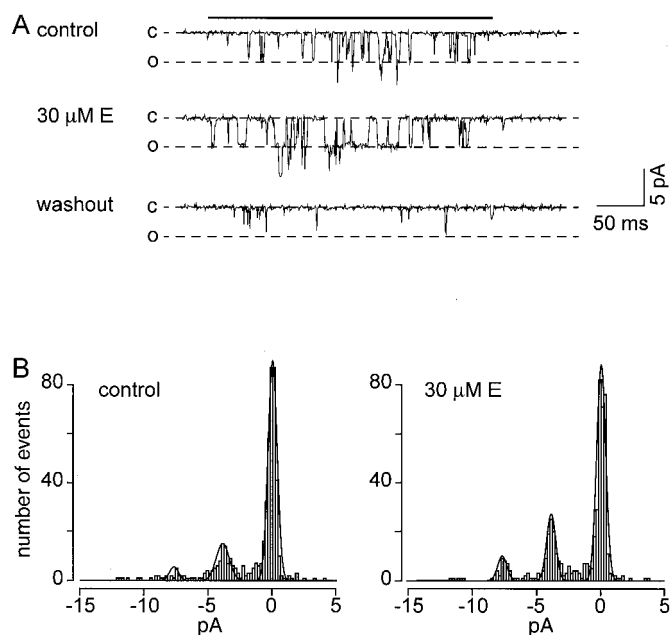 A
control
c
o
30 µM E
c
o
washout
c
o
5 pA
50 ms
B
control
number of events
80
40
0
-15 -10 -5 0 5
pA
30 µM E
80
40
0
-15 -10 -5 0 5
pA